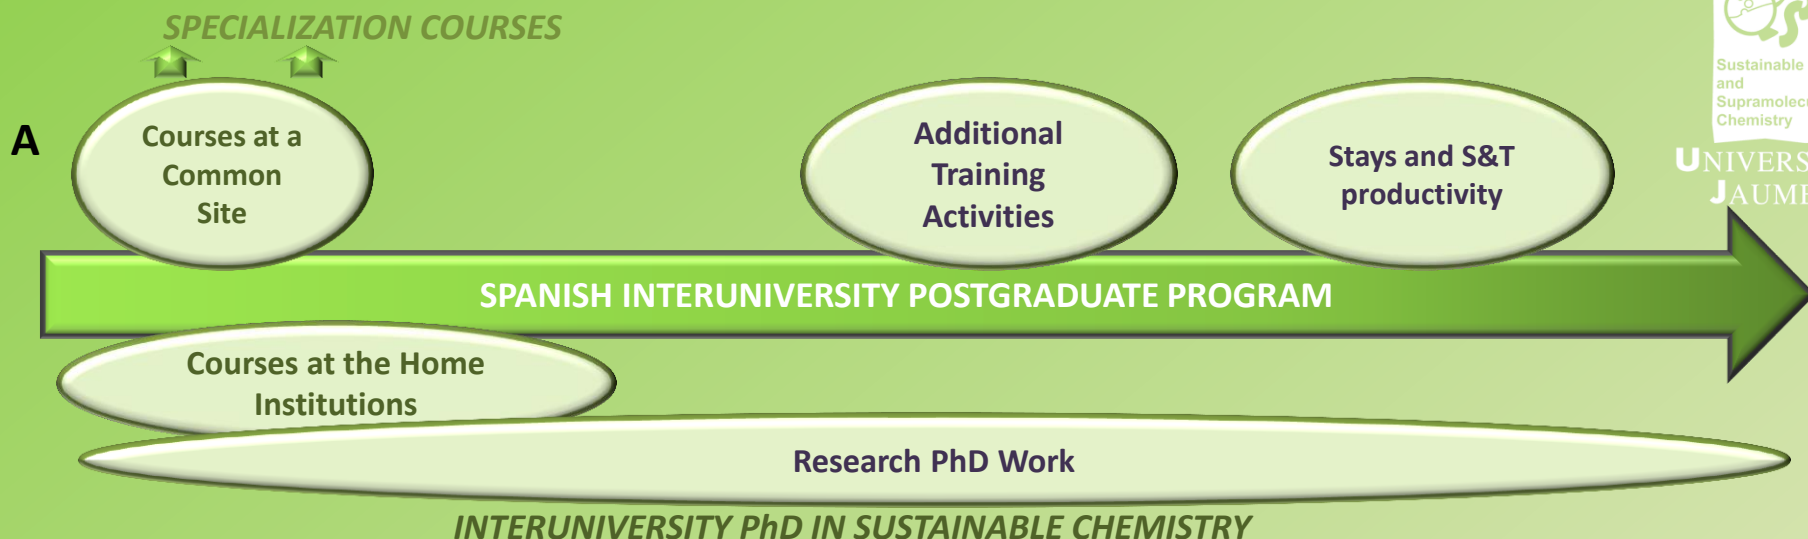 SPECIALIZATION COURSES
A
Courses at a
Common
Site
Additional
Training
Activities
Stays and S&T
productivity
Sustainable
and
Chemistry
SPANISH INTERUNIVERSITY POSTGRADUATE PROGRAM
Courses at the Home
Institutions
Research PhD Work
INTERUNIVERSITY PhD IN SUSTAINABLE CHEMISTRY